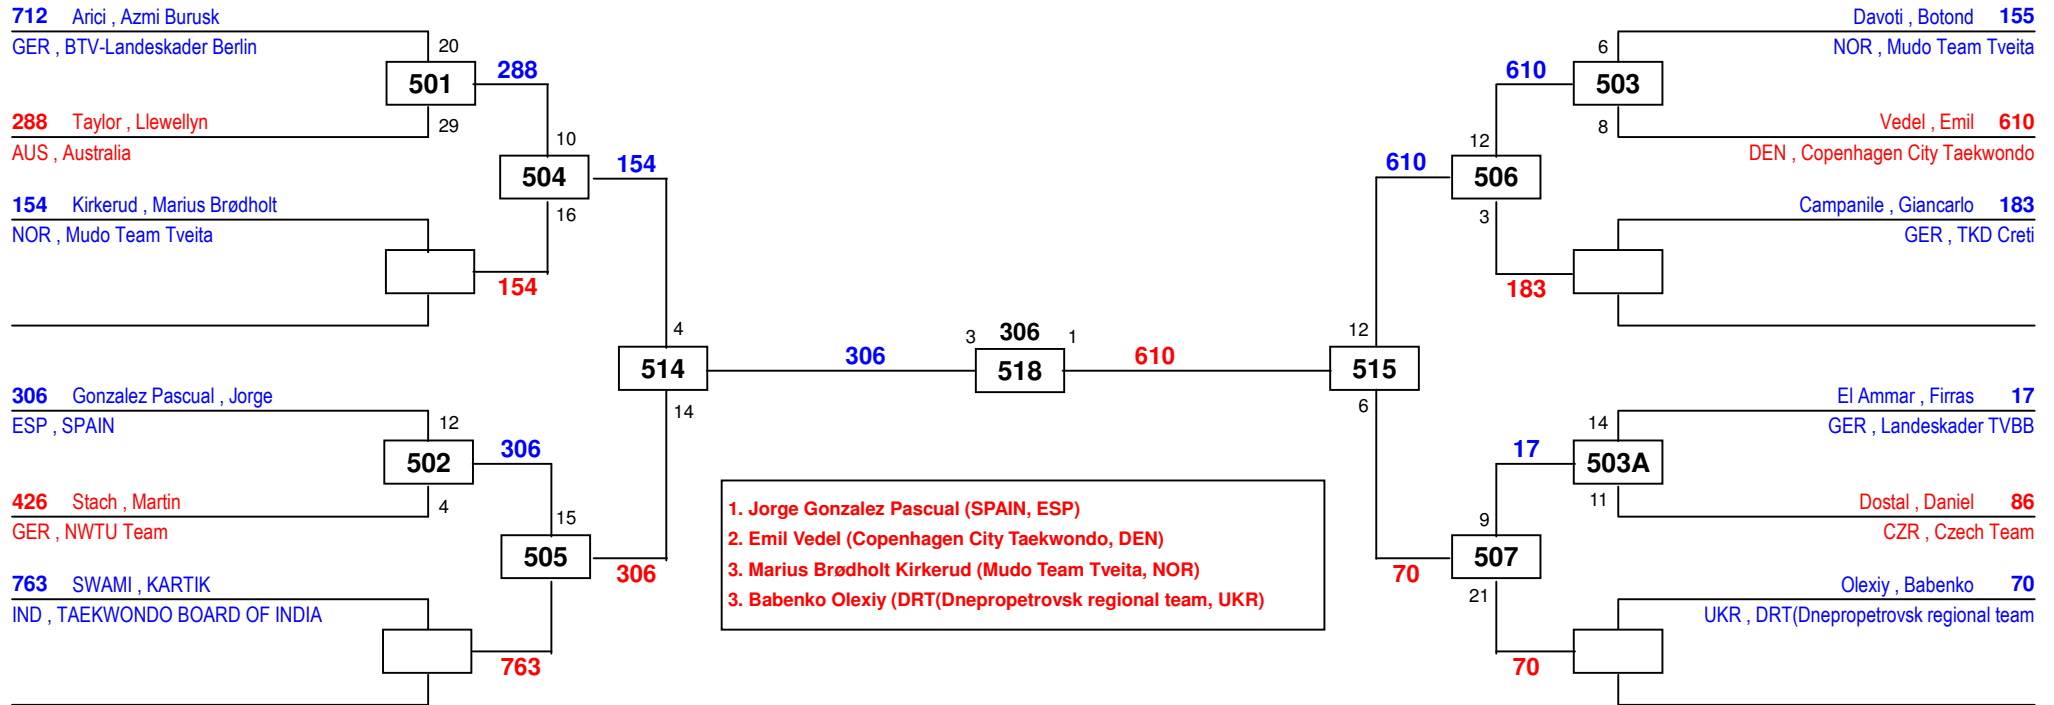 712 Arici , Azmi Burusk
GER , BTV-Landeskader Berlin
20
501
288
29
288 Taylor , Llewellyn
AUS , Australia
10
504
154
16
154 Kirkerud , Marius Brødholt
NOR , Mudo Team Tveita
154
4
514
306
14
306 Gonzalez Pascual , Jorge
ESP , SPAIN
12
502
306
4
426 Stach , Martin
GER , NWTU Team
15
505
306
763 SWAMI , KARTIK
IND , TAEKWONDO BOARD OF INDIA
763
3 306 1
518
610
1. Jorge Gonzalez Pascual (SPAIN, ESP)
2. Emil Vedel (Copenhagen City Taekwondo, DEN)
3. Marius Brødholt Kirkerud (Mudo Team Tveita, NOR)
3. Babenko Olexiy (DRT(Dnepropetrovsk regional team, UKR)
Davoti , Botond 155
NOR , Mudo Team Tveita
6
610
503
8
Vedel , Emil 610
DEN , Copenhagen City Taekwondo
12
610
506
3
Campanile , Giancarlo 183
GER , TKD Creti
183
12
515
6
El Ammar , Firras 17
GER , Landeskader TVBB
14
17
503A
11
Dostal , Daniel 86
CZR , Czech Team
9
507
70
21
Olexiy , Babenko 70
UKR , DRT(Dnepropetrovsk regional team
70